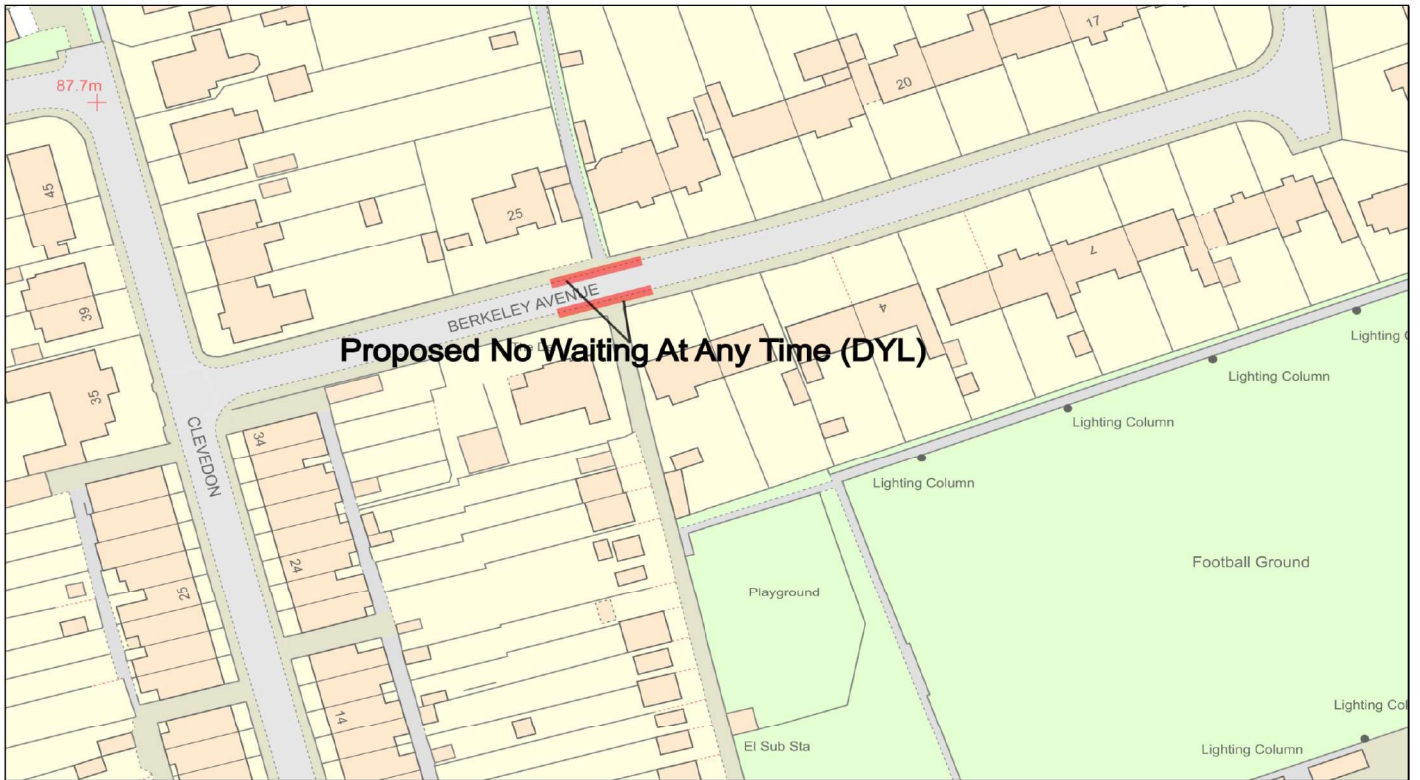 17
87.7m
20
45
25
39
BERKELEY AVENUE
7
4
Lighting
Proposed No Waiting At Any Time (DYL)
Lighting Column
35
CLEVEDON
34
Lighting Column
Lighting Column
24
25
Football Ground
Playground
14
Lighting Col
El Sub Sta
Lighting Column